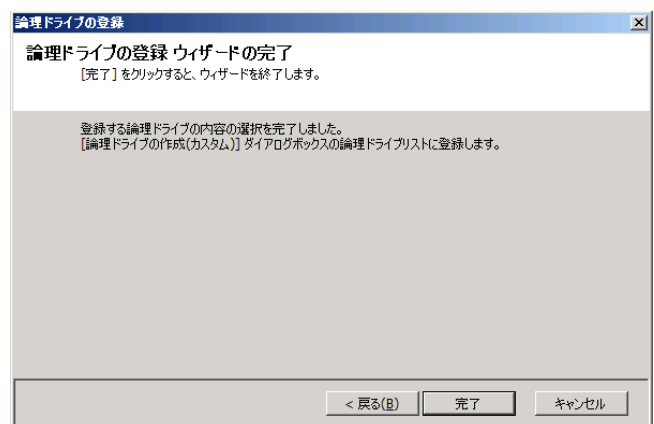 論理ドライブの登録
論理ドライブの登録 ウィザードの完了
[完了] をクリックすると、ウィザードを終了します。
登録する論理ドライブの内容の選択を完了しました。
[論理ドライブの作成(カスタム)] ダイアログボックスの論理ドライブリストに登録します。
< 戻る(B) 完了 キャンセル